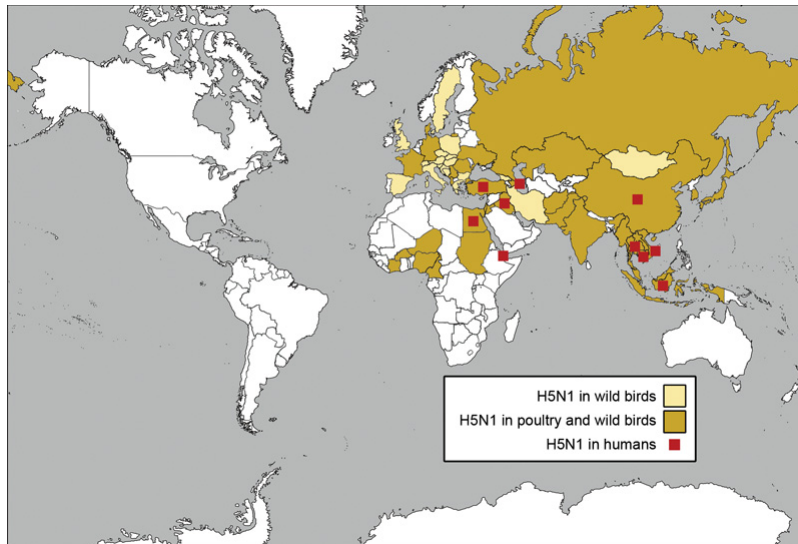 H5N1 in wild birds
H5N1 in poultry and wild birds
H5N1 in humans